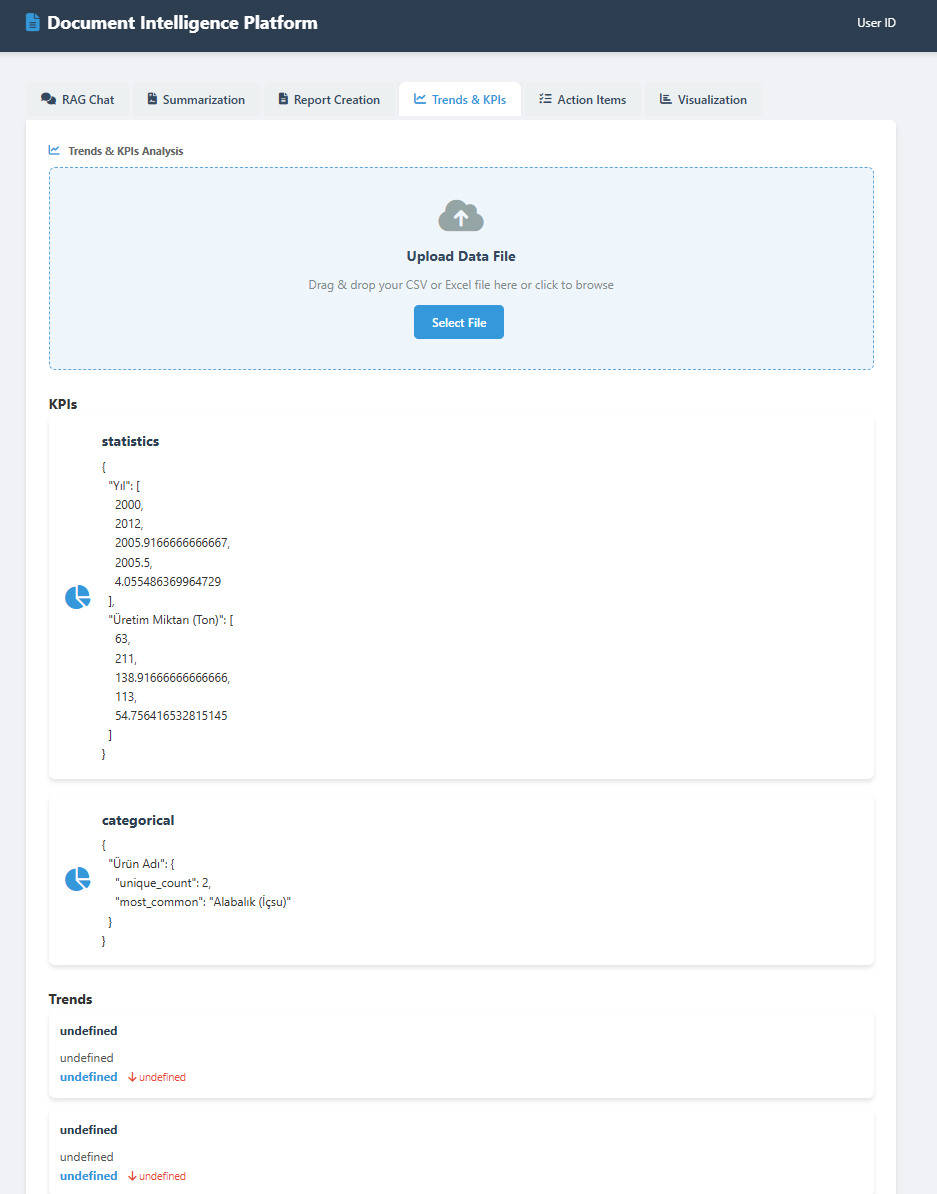 Document Intelligence Platform
User ID
RAG Chat
Summarization
Report Creation
Trends & KPIs
Action Items
Visualization
Trends & KPIs Analysis
Upload Data File
Drag & drop your CSV or Excel file here or click to browse
Select File
KPIs
statistics
{
"Yıl": [
2000,
2012,
2005.9166666666667,
2005.5,
4.055486369964729
],
"Üretim Miktarı (Ton)": [
63,
211,
138.91666666666666,
113,
54.756416532815145
]
}
categorical
{
"Ürün Adı": {
"unique_count": 2,
"most_common": "Alabalık (İçsu)"
}
}
Trends
undefined
undefined
undefined ↓ undefined
undefined
undefined
undefined ↓ undefined